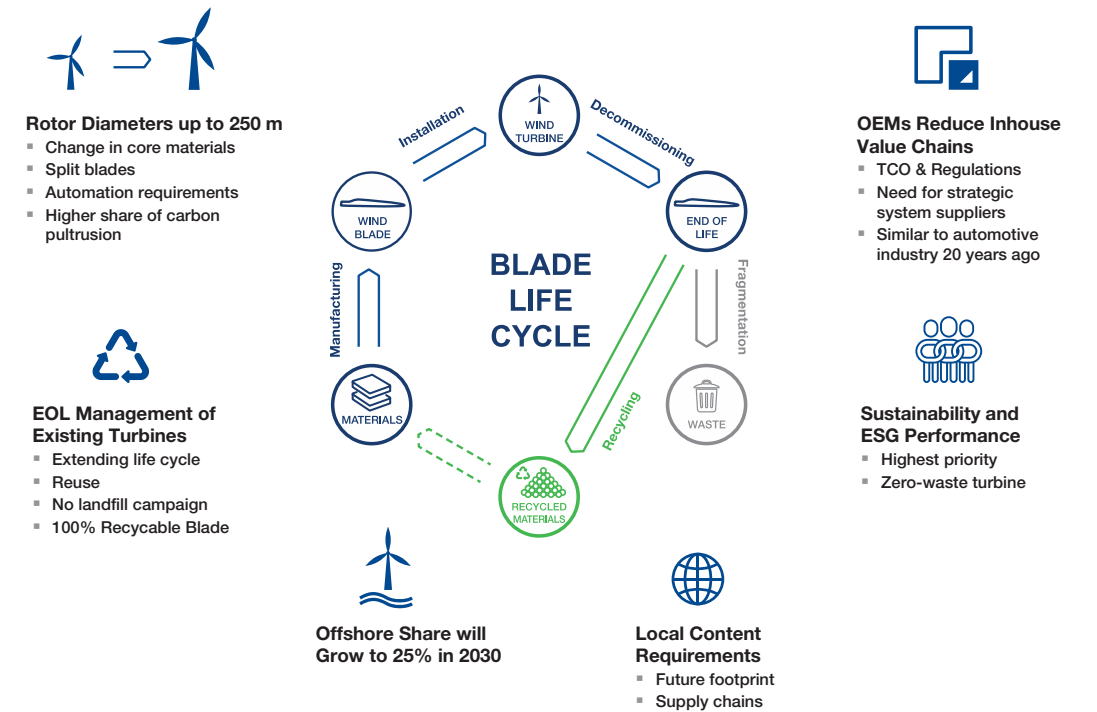 Rotor Diameters up to 250 m
Change in core materials
Split blades
Automation requirements
Higher share of carbon
pultrusion
EOL Management of
Existing Turbines
Extending life cycle
Reuse
No landfill campaign
100% Recycable Blade
BLADE
LIFE
CYCLE
Installation
WIND
TURBINE
Decommissioning
WIND
BLADE
END OF
LIFE
Manufacturing
Fragmentation
MATERIALS
WASTE
Recycling
RECYCLED
MATERIALS
OEMs Reduce Inhouse
Value Chains
TCO & Regulations
Need for strategic
system suppliers
Similar to automotive
industry 20 years ago
Sustainability and
ESG Performance
Highest priority
Zero-waste turbine
Offshore Share will
Grow to 25% in 2030
Local Content
Requirements
Future footprint
Supply chains